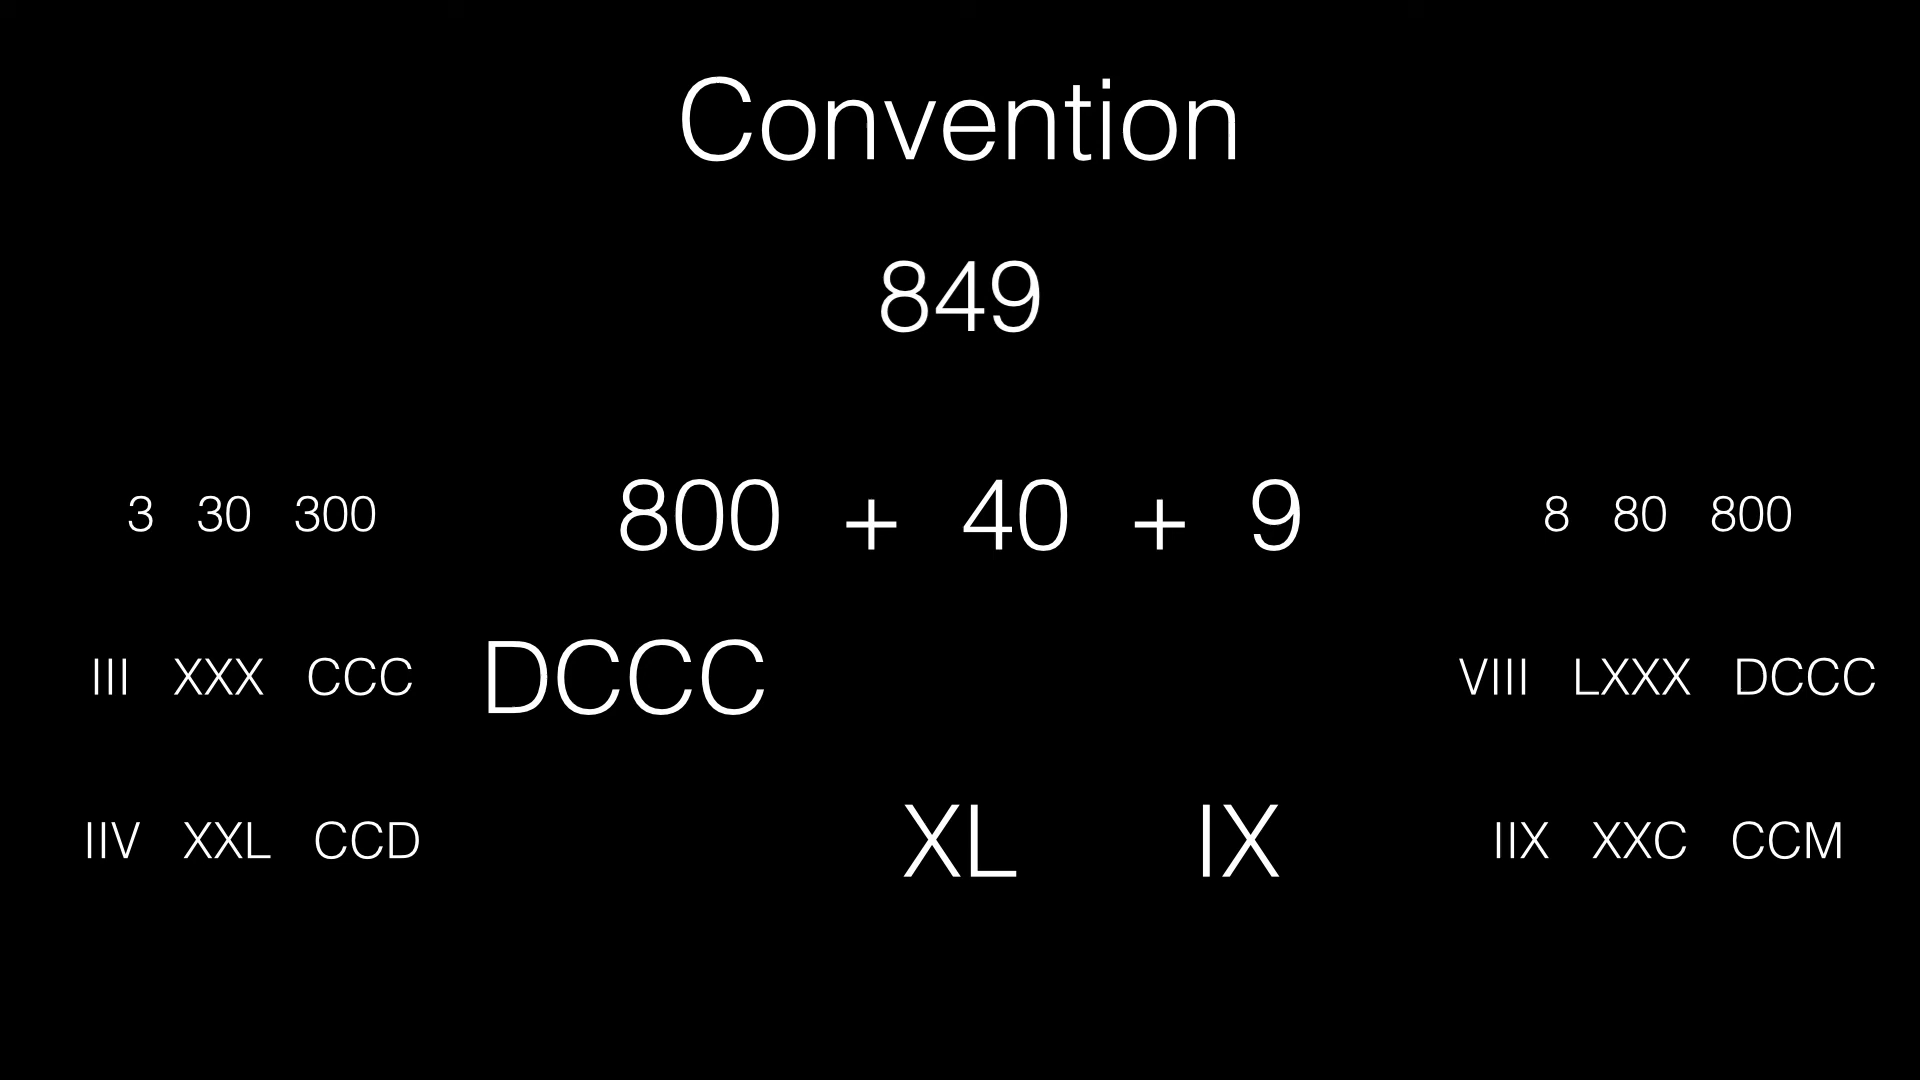 Convention
849
3 30 300 800 + 40 + 9 8 80 800
III XXX CCC DCCC VIII LXXX DCCC
IIV XXL CCD XL IX IIX XXC CCM